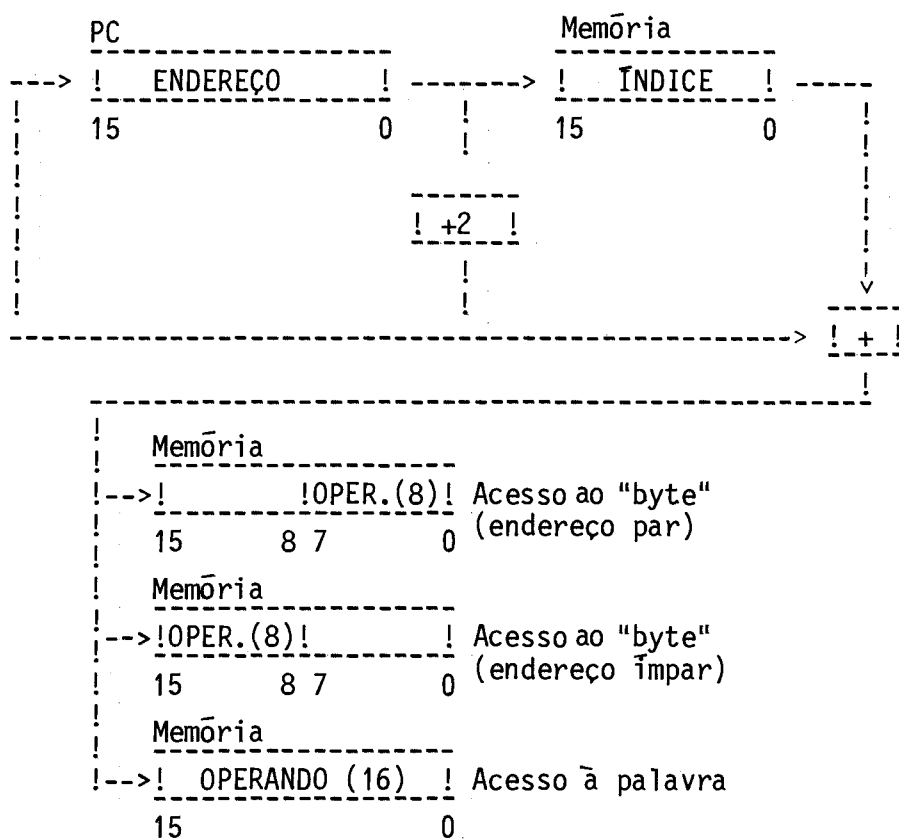 PC Memória
! ENDEREÇO ! ! ÍNDICE !
15 0 15 0
! +2 !
! + !
Memória
! !OPER.(8)! Acesso ao "byte"
15 8 7 0 (endereço par)
Memória
!OPER.(8)! ! Acesso ao "byte"
15 8 7 0 (endereço ímpar)
Memória
! OPERANDO (16) ! Acesso à palavra
15 0